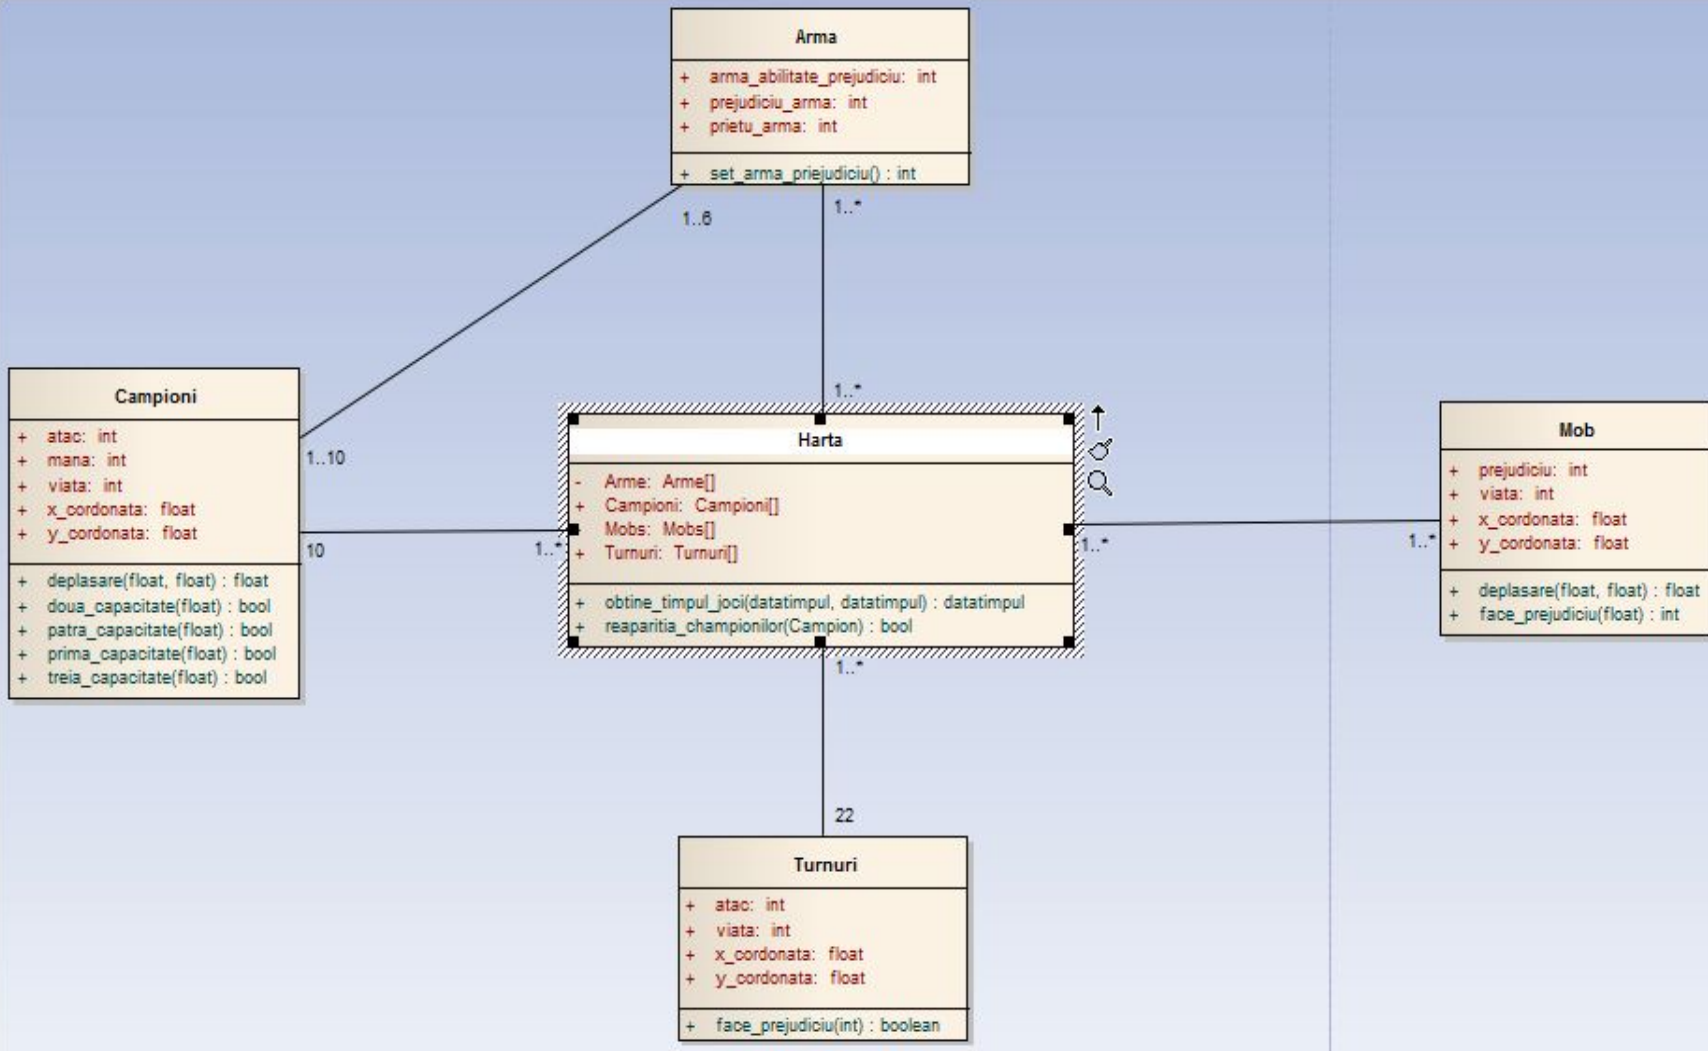 Arma
+ arma_abilitate_prejudiciu: int
+ prejudiciu_arma: int
+ prietu_arma: int
+ set_arma_priejudiciu() : int
1..6
1..*
Campioni
+ atac: int
+ mana: int
+ viata: int
+ x_cordonata: float
+ y_cordonata: float
+ deplasare(float, float) : float
+ doua_capacitate(float) : bool
+ patra_capacitate(float) : bool
+ prima_capacitate(float) : bool
+ treia_capacitate(float) : bool
1..10
10
1..*
1..*
Harta
- Arme: Arme[]
+ Campioni: Campioni[]
Mobs: Mobs[]
+ Turnuri: Turnuri[]
+ obtine_timpul_joci(datatimpul, datatimpul) : datatimpul
+ reaparitia_championilor(Campion) : bool
1..*
1..*
Mob
+ prejudiciu: int
+ viata: int
+ x_cordonata: float
+ y_cordonata: float
+ deplasare(float, float) : float
+ face_prejudiciu(float) : int
1..*
22
Turnuri
+ atac: int
+ viata: int
+ x_cordonata: float
+ y_cordonata: float
+ face_prejudiciu(int) : boolean